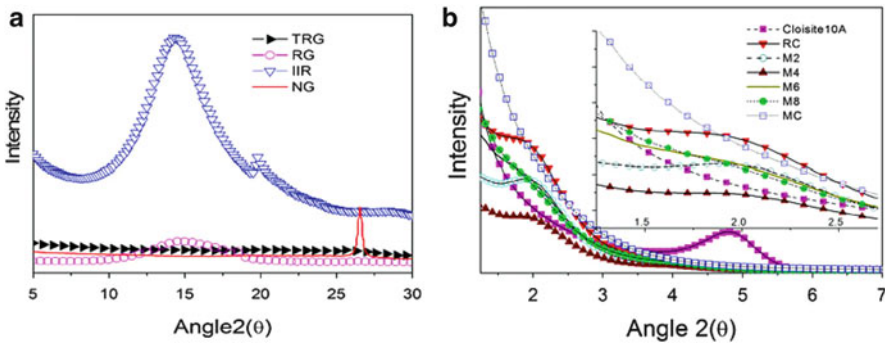 a
TRG
RG
IIR
NG
Intensity
5
10
15
20
25
30
Angle2(θ)
b
Cloisite10A
RC
M2
M4
M6
M8
MC
1.5
2.0
2.5
Intensity
2
3
4
5
6
7
Angle 2(θ)